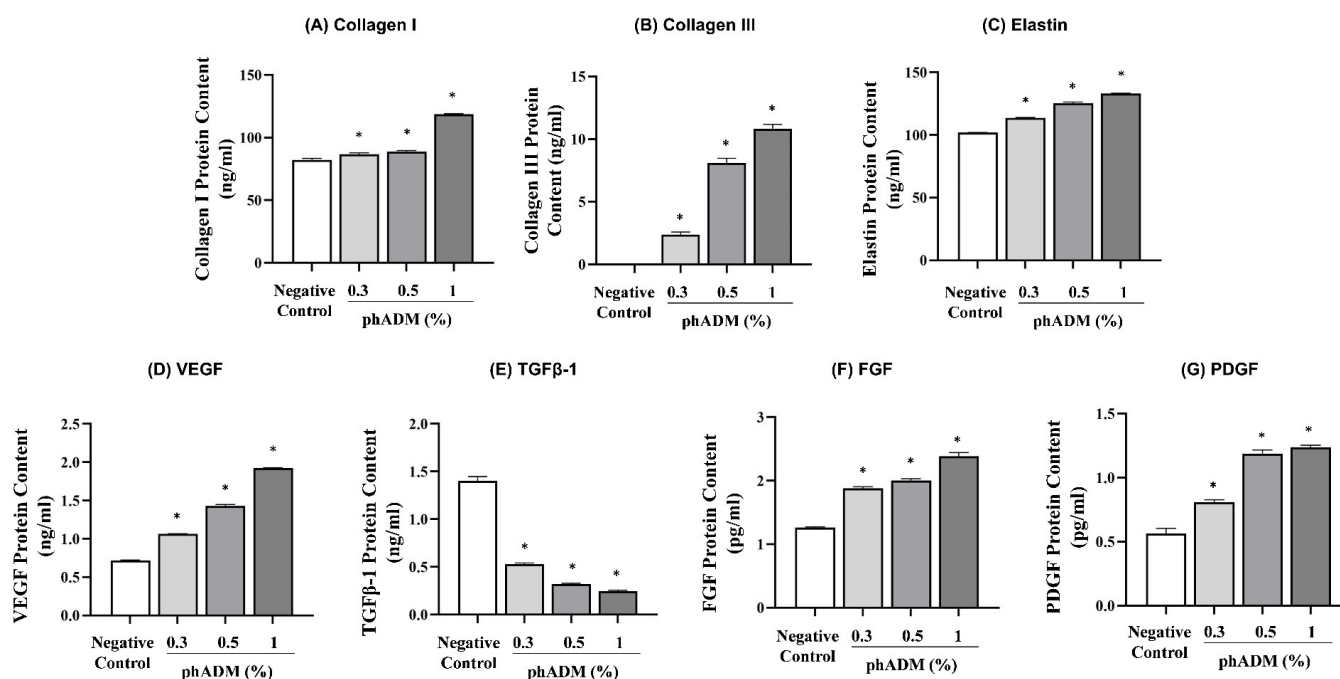 (A) Collagen I
Collagen I Protein Content
(ng/ml)
150
100
50
0
* * *
Negative
Control
0.3 0.5 1
phADM (%)
(B) Collagen III
Collagen III Protein
Content (ng/ml)
15
10
5
0
* * *
Negative
Control
0.3 0.5 1
phADM (%)
(C) Elastin
Elastin Protein Content
(ng/ml)
150
100
50
0
* * *
Negative
Control
0.3 0.5 1
phADM (%)
(D) VEGF
VEGF Protein Content
(ng/ml)
2.5
2.0
1.5
1.0
0.5
0.0
* * *
Negative
Control
0.3 0.5 1
phADM (%)
(E) TGFβ-1
TGFβ-1 Protein Content
(ng/ml)
2.0
1.5
1.0
0.5
0.0
* * *
Negative
Control
0.3 0.5 1
phADM (%)
(F) FGF
FGF Protein Content
(pg/ml)
3
2
1
0
* * *
Negative
Control
0.3 0.5 1
phADM (%)
(G) PDGF
PDGF Protein Content
(pg/ml)
1.5
1.0
0.5
0.0
* * *
Negative
Control
0.3 0.5 1
phADM (%)